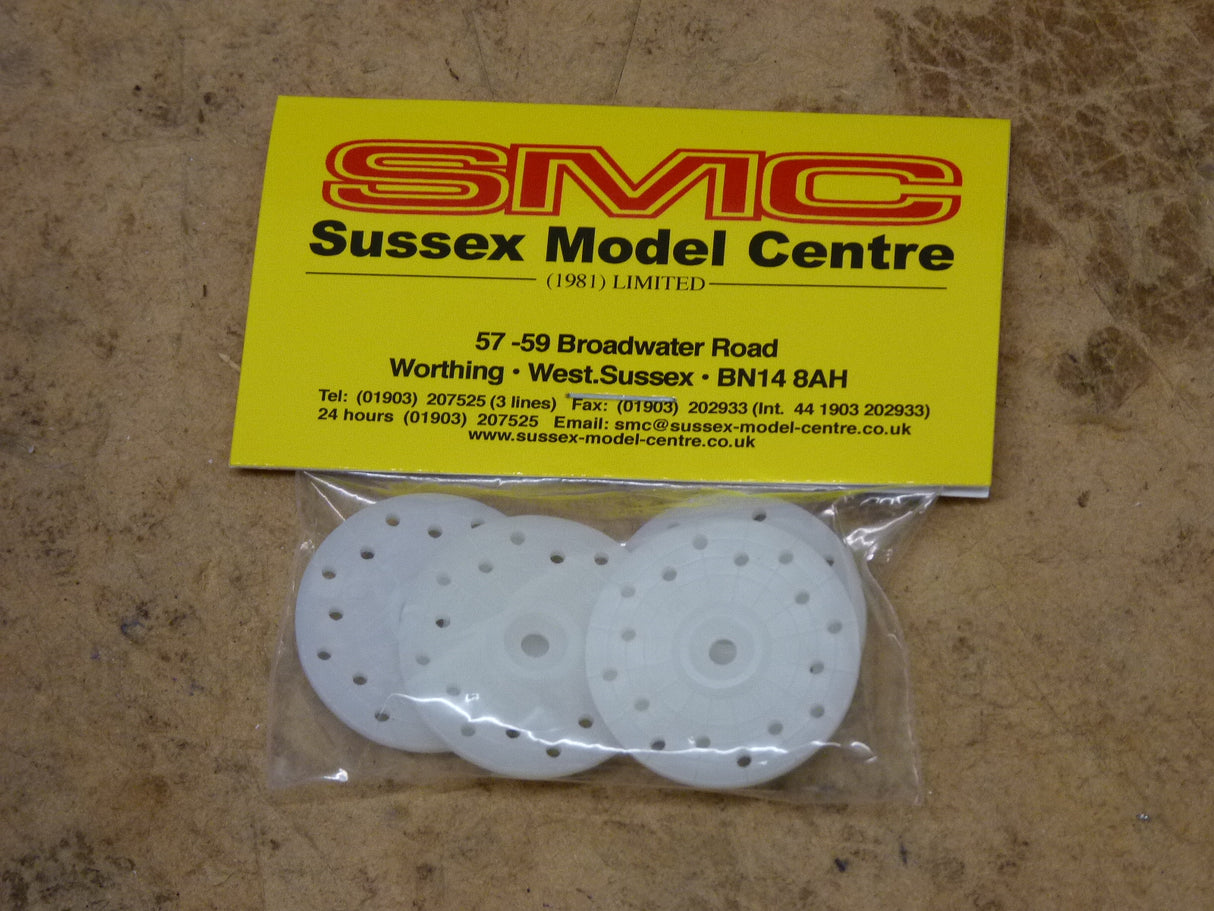 SMC
Sussex Model Centre
(1981) LIMITED
57 -59 Broadwater Road
Worthing • West.Sussex • BN14 8AH
Tel: (01903) 207525 (3 lines) Fax: (01903) 202933 (Int. 44 1903 202933)
24 hours (01903) 207525 Email: smc@sussex-model-centre.co.uk
www.sussex-model-centre.co.uk